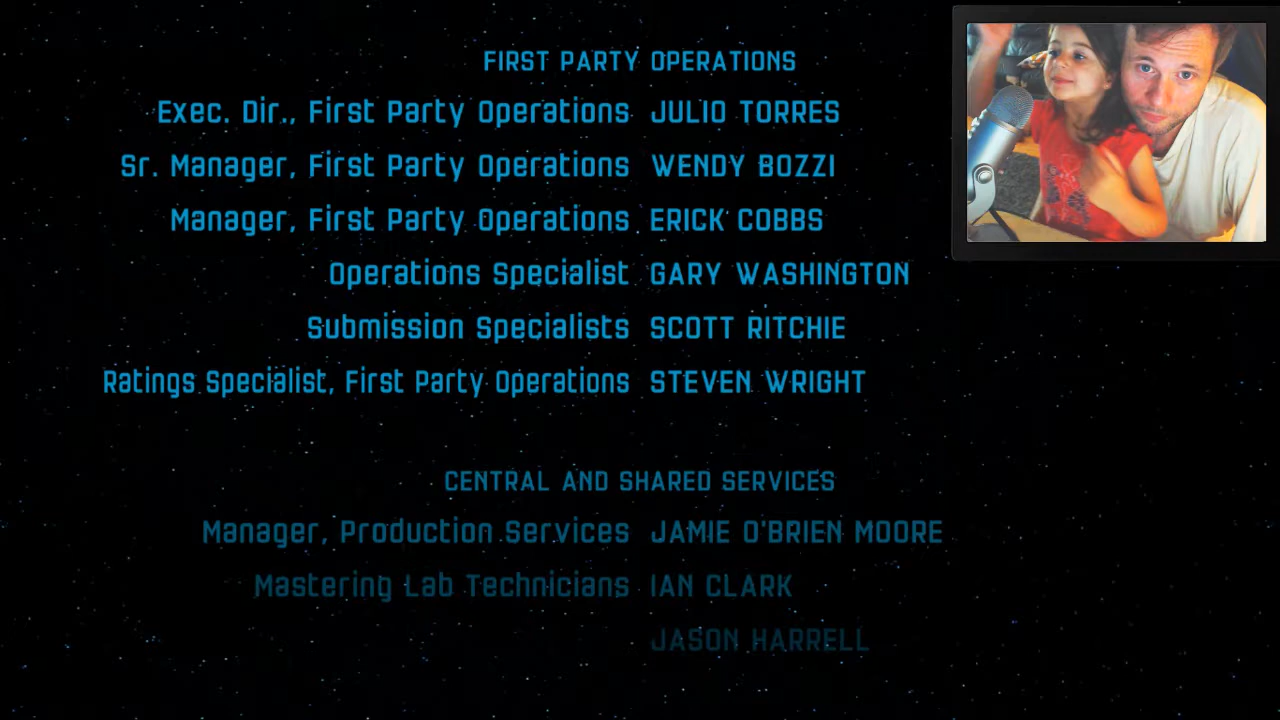 FIRST PARTY OPERATIONS
Exec. Dir., First Party Operations JULIO TORRES
Sr. Manager, First Party Operations WENDY BOZZI
Manager, First Party Operations ERICK COBBS
Operations Specialist GARY WASHINGTON
Submission Specialists SCOTT RITCHIE
Ratings Specialist, First Party Operations STEVEN WRIGHT
CENTRAL AND SHARED SERVICES
Manager, Production Services JAMIE O'BRIEN MOORE
Mastering Lab Technicians IAN CLARK
JASON HARRELL